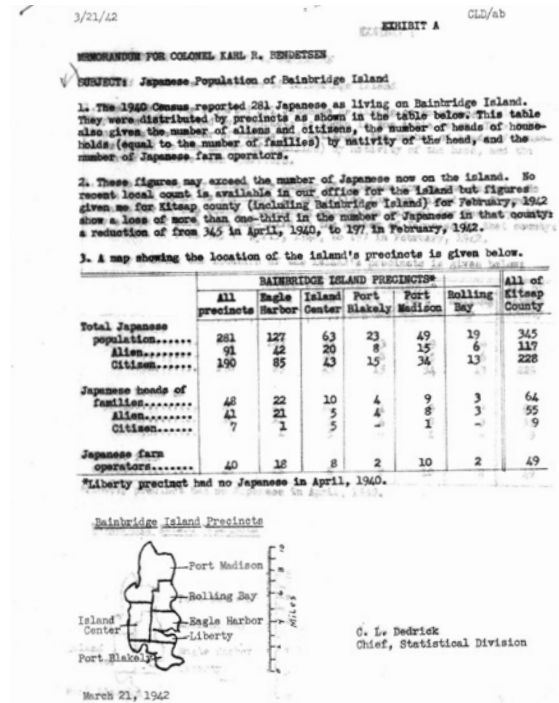 3/21/42
CLD/ab
EXHIBIT A
MEMORANDUM FOR COLONEL KARL R. BENDETSEN
SUBJECT: Japanese Population of Bainbridge Island
1. The 1940 Census reported 281 Japanese as living on Bainbridge Island.
They were distributed by precincts as shown in the table below. This table
also gives the number of aliens and citizens, the number of heads of house-
holds (equal to the number of families) by nativity of the head, and the
number of Japanese farm operators.
2. These figures may exceed the number of Japanese now on the island. No
recent local count is available in our office for the island but figures
given me for Kitsap county (including Bainbridge Island) for February, 1942
show a loss of more than one-third in the number of Japanese in that county:
a reduction of from 345 in April, 1940, to 197 in February, 1942.
3. A map showing the location of the island's precincts is given below.
BAINBRIDGE ISLAND PRECINCTS* All of
All Eagle Island Port Port Rolling Kitsap
precincts Harbor Center Blakely Madison Bay County
Total Japanese
population...... 281 127 63 23 49 19 345
Alien......... 91 42 20 8 15 6 117
Citizen....... 190 85 43 15 34 13 228
Japanese heads of
families........ 48 22 10 4 9 3 64
Alien......... 41 21 5 4 8 3 55
Citizen....... 7 1 5 - 1 - 9
Japanese farm
operators....... 40 18 8 2 10 2 49
*Liberty precinct had no Japanese in April, 1940.
Bainbridge Island Precincts
Port Madison
Rolling Bay
Island
Center
Eagle Harbor
Liberty
Port Blakely
MILES
C. L. Dedrick
Chief, Statistical Division
March 21, 1942